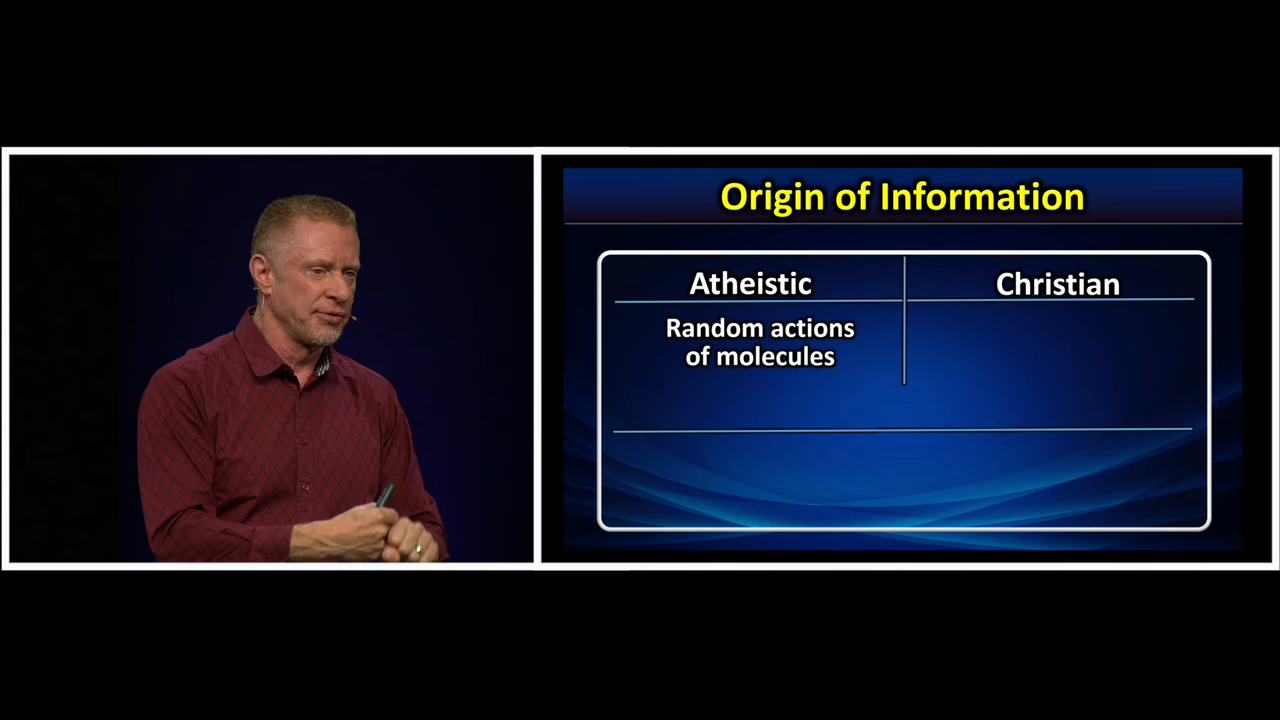 Origin of Information
Atheistic
Christian
Random actions
of molecules